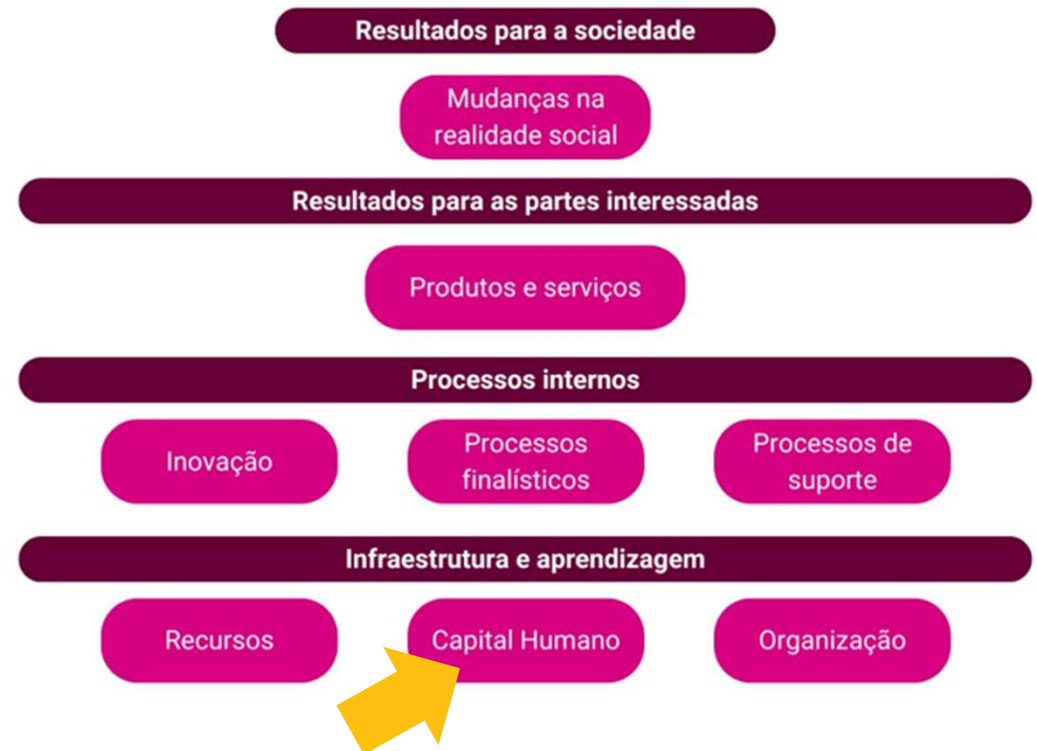 Resultados para a sociedade
Mudanças na
realidade social
Resultados para as partes interessadas
Produtos e serviços
Processos internos
Inovação
Processos
finalísticos
Processos de
suporte
Infraestrutura e aprendizagem
Recursos
Capital Humano
Organização